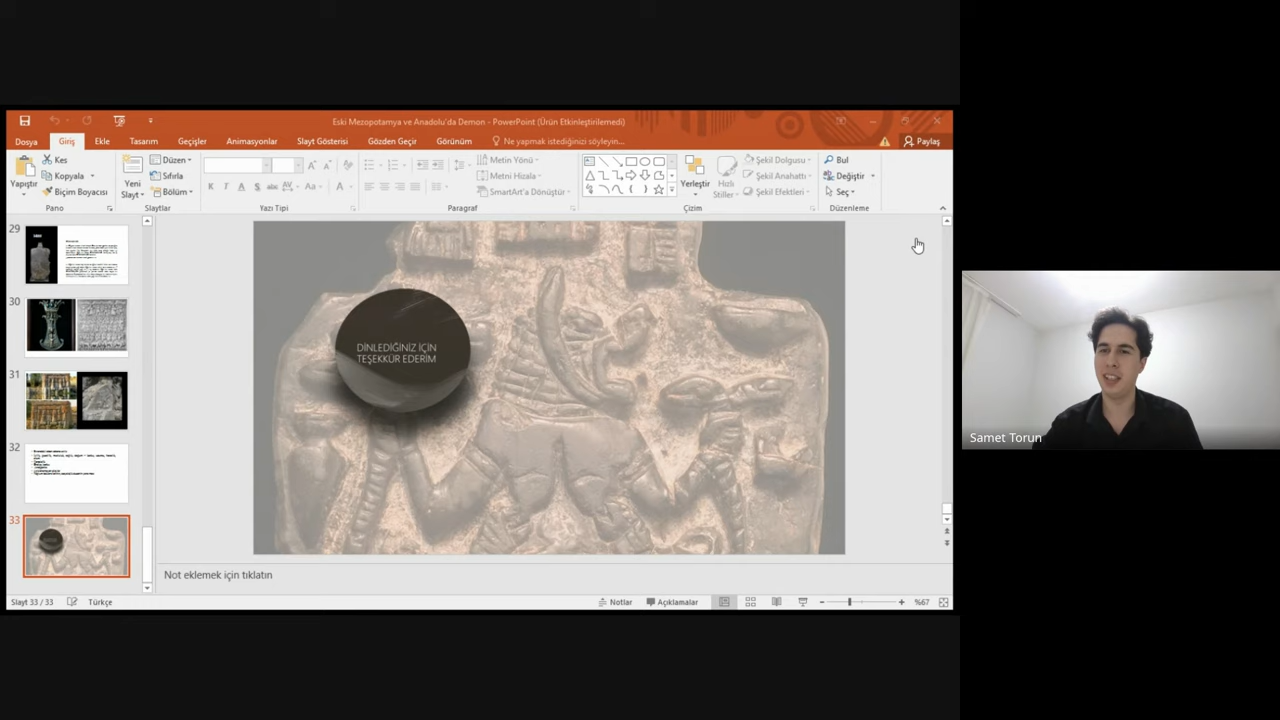 Eski Mezopotamya ve Anadolu'da Demon - PowerPoint (Ürün Etkinleştirilemedi)
Dosya
Giriş
Ekle
Tasarım
Geçişler
Animasyonlar
Slayt Gösterisi
Gözden Geçir
Görünüm
Ne yapmak istediğinizi söyleyin...
Paylaş
Yapıştır
Kes
Kopyala
Biçim Boyacısı
Pano
Yeni
Slayt
Düzen
Sıfırla
Bölüm
Slaytlar
K T A S abc AV Aa A
Yazı Tipi
Metin Yönü
Metni Hizala
SmartArt'a Dönüştür
Paragraf
Yerleştir
Hızlı
Stiller
Şekil Dolgusu
Şekil Anahattı
Şekil Efektleri
Çizim
Bul
Değiştir
Seç
Düzenleme
29
30
31
32
33
DİNLEDİĞİNİZ İÇİN
TEŞEKKÜR EDERİM
Not eklemek için tıklatın
Slayt 33 / 33
Türkçe
Notlar
Açıklamalar
%67
Samet Torun